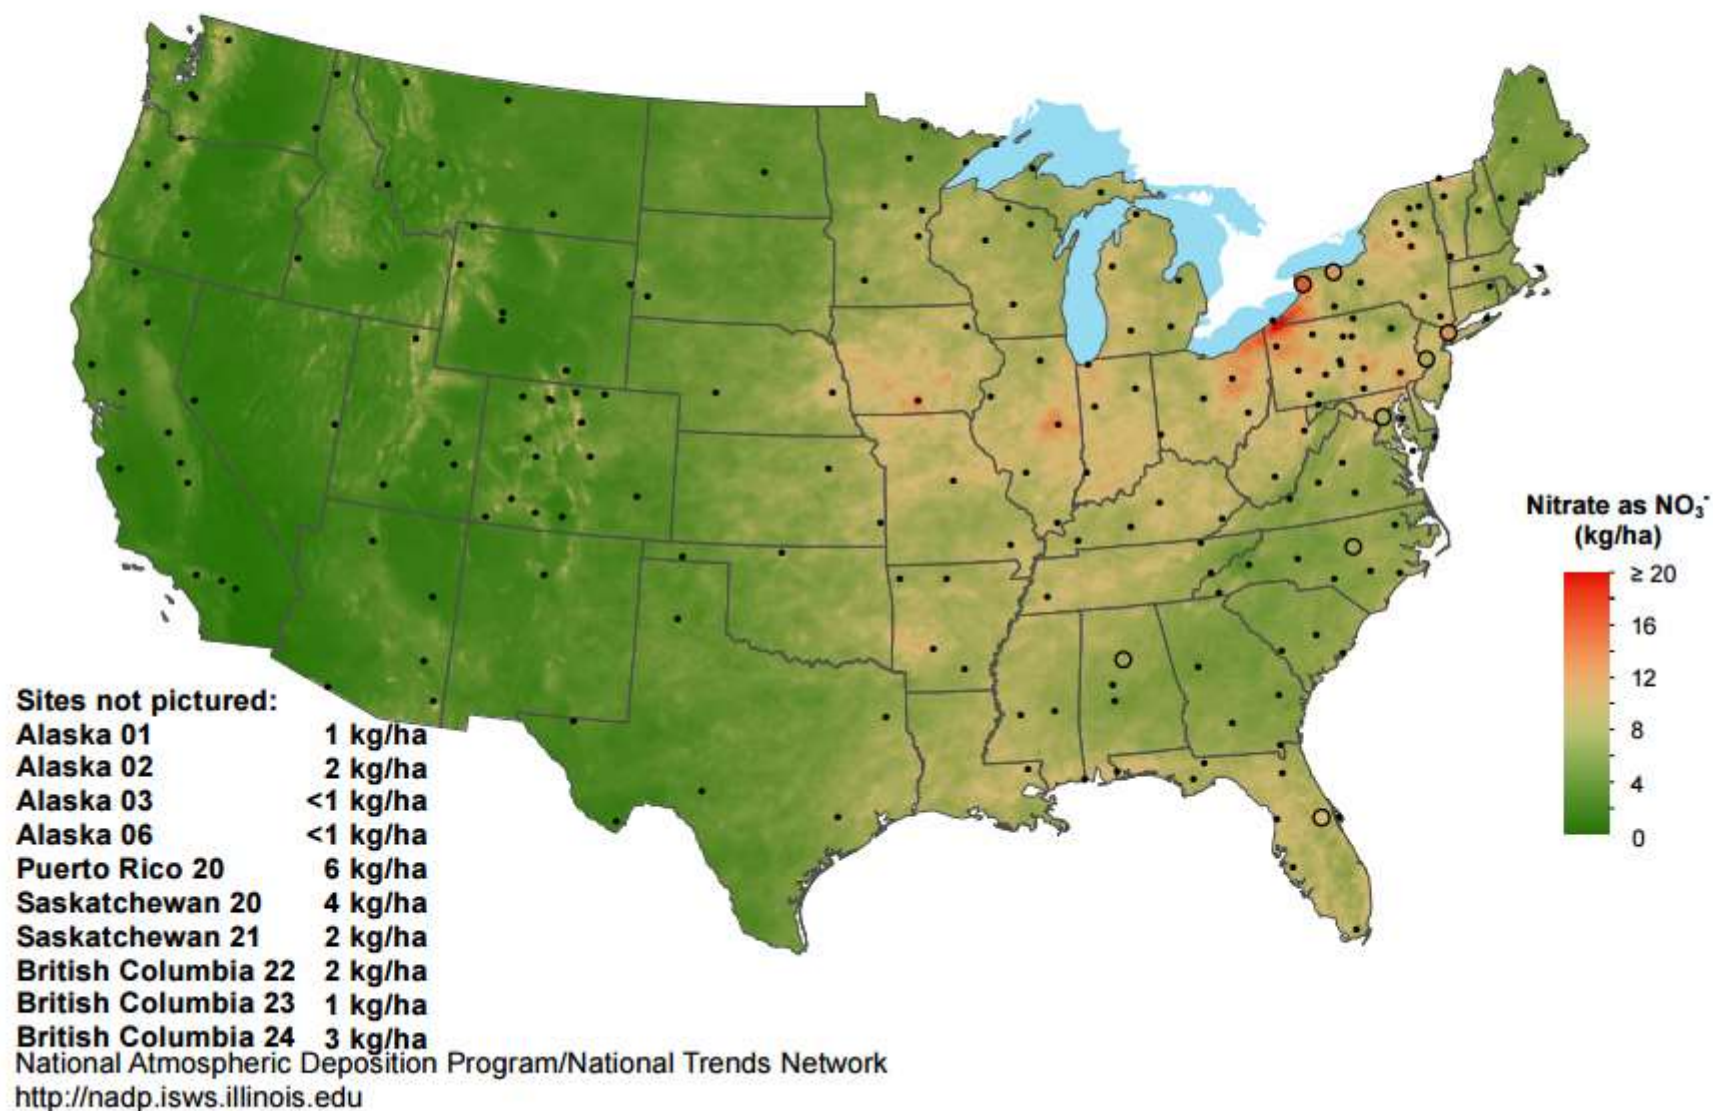 Nitrate as NO₃⁻
(kg/ha)
≥ 20
16
12
8
4
0
Sites not pictured:
Alaska 01 1 kg/ha
Alaska 02 2 kg/ha
Alaska 03 <1 kg/ha
Alaska 06 <1 kg/ha
Puerto Rico 20 6 kg/ha
Saskatchewan 20 4 kg/ha
Saskatchewan 21 2 kg/ha
British Columbia 22 2 kg/ha
British Columbia 23 1 kg/ha
British Columbia 24 3 kg/ha
National Atmospheric Deposition Program/National Trends Network
http://nadp.isws.illinois.edu